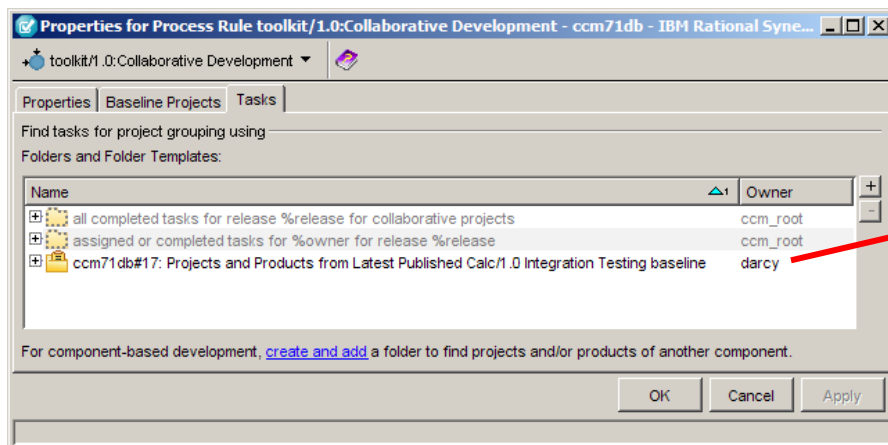 Properties for Process Rule toolkit/1.0:Collaborative Development - ccm71db - IBM Rational Syne...
toolkit/1.0:Collaborative Development
Properties Baseline Projects Tasks
Find tasks for project grouping using
Folders and Folder Templates:
Name 1 Owner
all completed tasks for release %release for collaborative projects ccm_root
assigned or completed tasks for %owner for release %release ccm_root
ccm71db#17: Projects and Products from Latest Published Calc/1.0 Integration Testing baseline darcy
For component-based development, create and add a folder to find projects and/or products of another component.
OK Cancel Apply